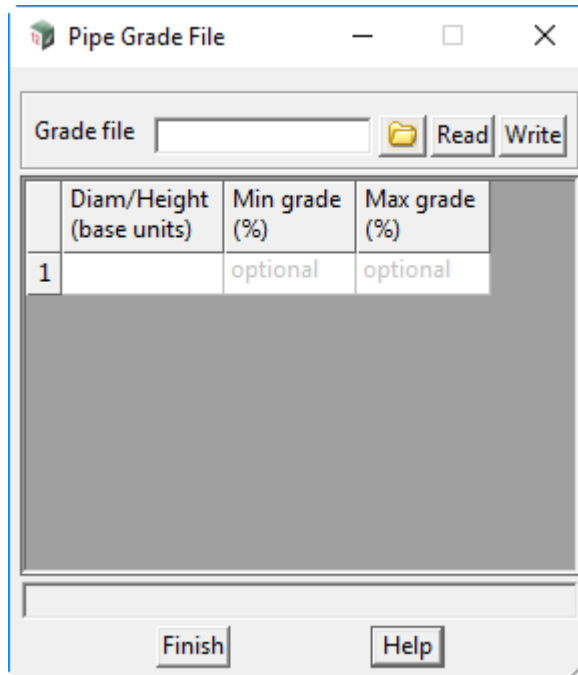 Pipe Grade File
Grade file Read Write
Diam/Height Min grade Max grade
(base units) (%) (%)
1 optional optional
Finish Help